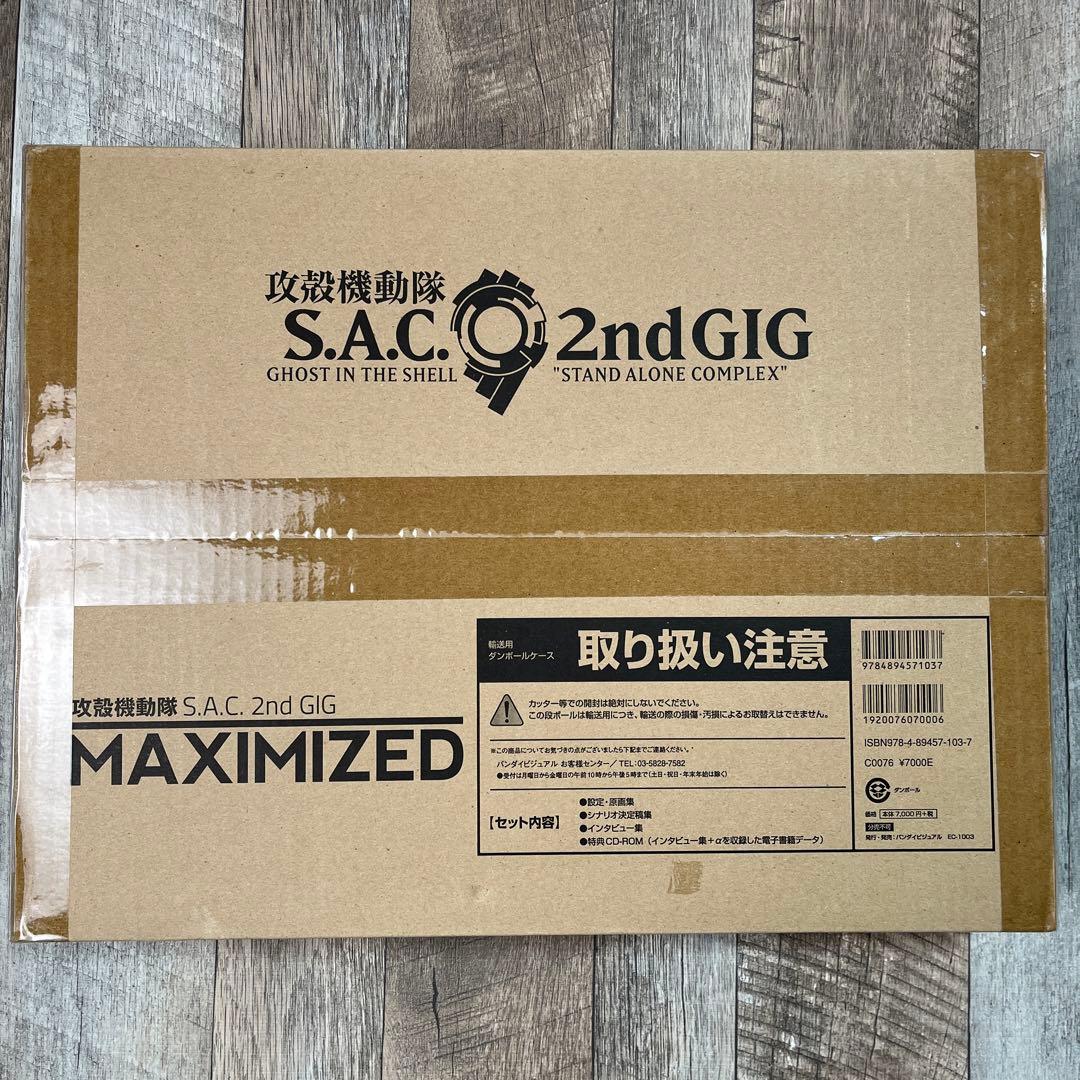 攻殻機動隊
S.A.C. 2nd GIG
GHOST IN THE SHELL "STAND ALONE COMPLEX"
攻殻機動隊 S.A.C. 2nd GIG
MAXIMIZED
輸送用
ダンボールケース
取り扱い注意
カッター等での開封は絶対にしないでください。
この段ボールは輸送用につき、輸送の際の損傷・汚損によるお取替えはできません。
※この商品についてお気づきの点がございましたら下記までご連絡ください。
バンダイビジュアル お客様センター/TEL:03-5828-7582
●受付は月曜日から金曜日の午前10時から午後5時まで(土日・祝日・年末年始は除く)
【セット内容】
●設定・原画集
●シナリオ決定稿集
●インタビュー集
●特典CD-ROM(インタビュー集+αを収録した電子書籍データ)
9784894571037
1920076070006
ISBN978-4-89457-103-7
C0076 ¥7000E
ダンボール
価格 本体7,000円+税
分売不可
発行・発売:バンダイビジュアル EC-1003